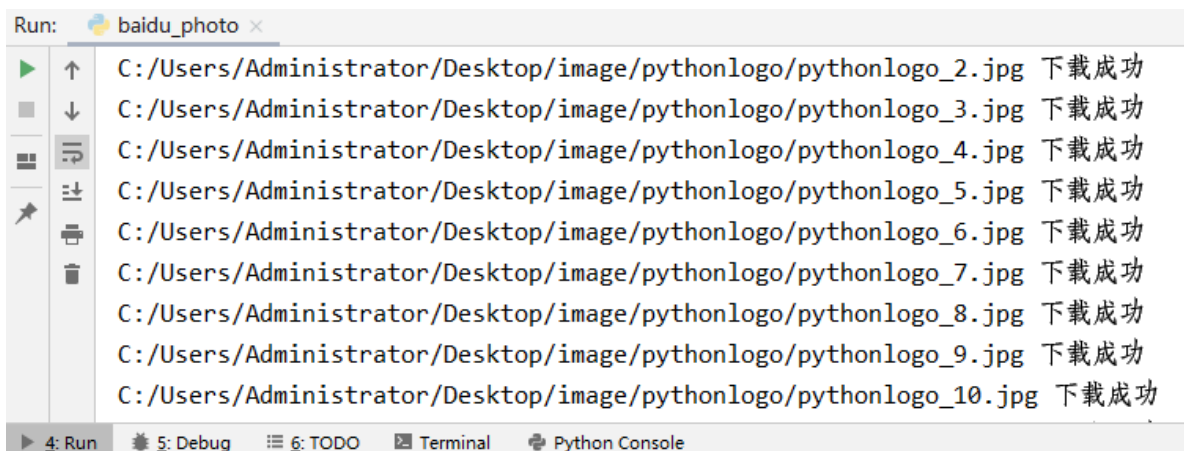 Run: baidu_photo ×
C:/Users/Administrator/Desktop/image/pythonlogo/pythonlogo_2.jpg 下载成功
C:/Users/Administrator/Desktop/image/pythonlogo/pythonlogo_3.jpg 下载成功
C:/Users/Administrator/Desktop/image/pythonlogo/pythonlogo_4.jpg 下载成功
C:/Users/Administrator/Desktop/image/pythonlogo/pythonlogo_5.jpg 下载成功
C:/Users/Administrator/Desktop/image/pythonlogo/pythonlogo_6.jpg 下载成功
C:/Users/Administrator/Desktop/image/pythonlogo/pythonlogo_7.jpg 下载成功
C:/Users/Administrator/Desktop/image/pythonlogo/pythonlogo_8.jpg 下载成功
C:/Users/Administrator/Desktop/image/pythonlogo/pythonlogo_9.jpg 下载成功
C:/Users/Administrator/Desktop/image/pythonlogo/pythonlogo_10.jpg 下载成功
4: Run 5: Debug 6: TODO Terminal Python Console